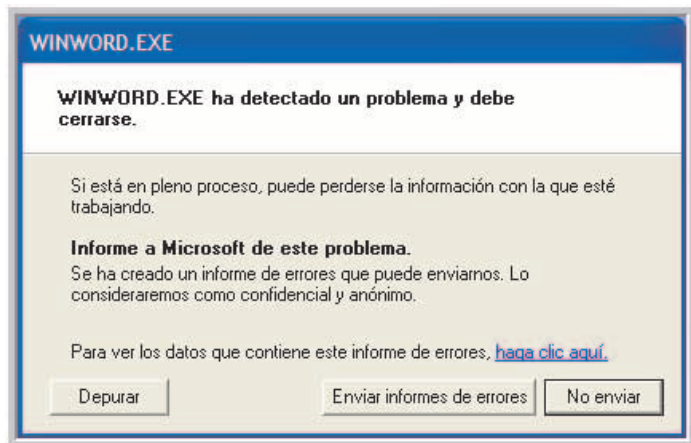 WINWORD.EXE
WINWORD.EXE ha detectado un problema y debe
cerrarse.
Si está en pleno proceso, puede perderse la información con la que esté
trabajando.
Informe a Microsoft de este problema.
Se ha creado un informe de errores que puede enviarnos. Lo
consideraremos como confidencial y anónimo.
Para ver los datos que contiene este informe de errores, haga clic aquí.
Depurar Enviar informes de errores No enviar